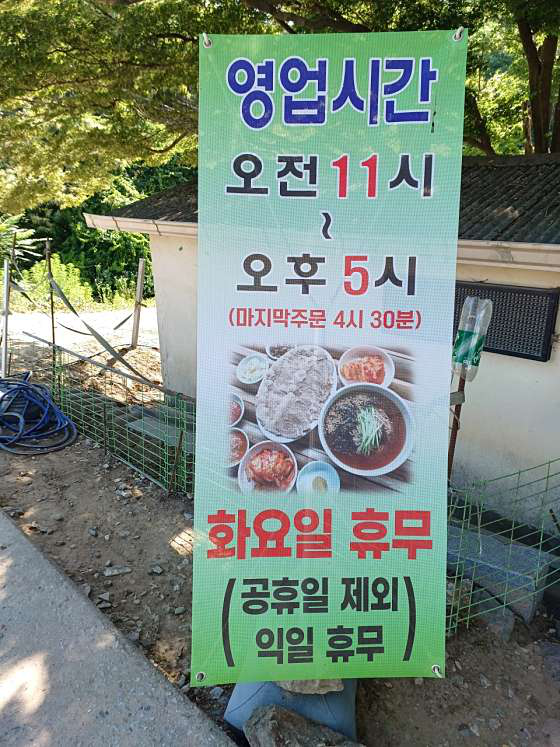 영업시간
오전 11시
~
오후 5시
(마지막주문 4시 30분)
화요일 휴무
(공휴일 제외
익일 휴무)